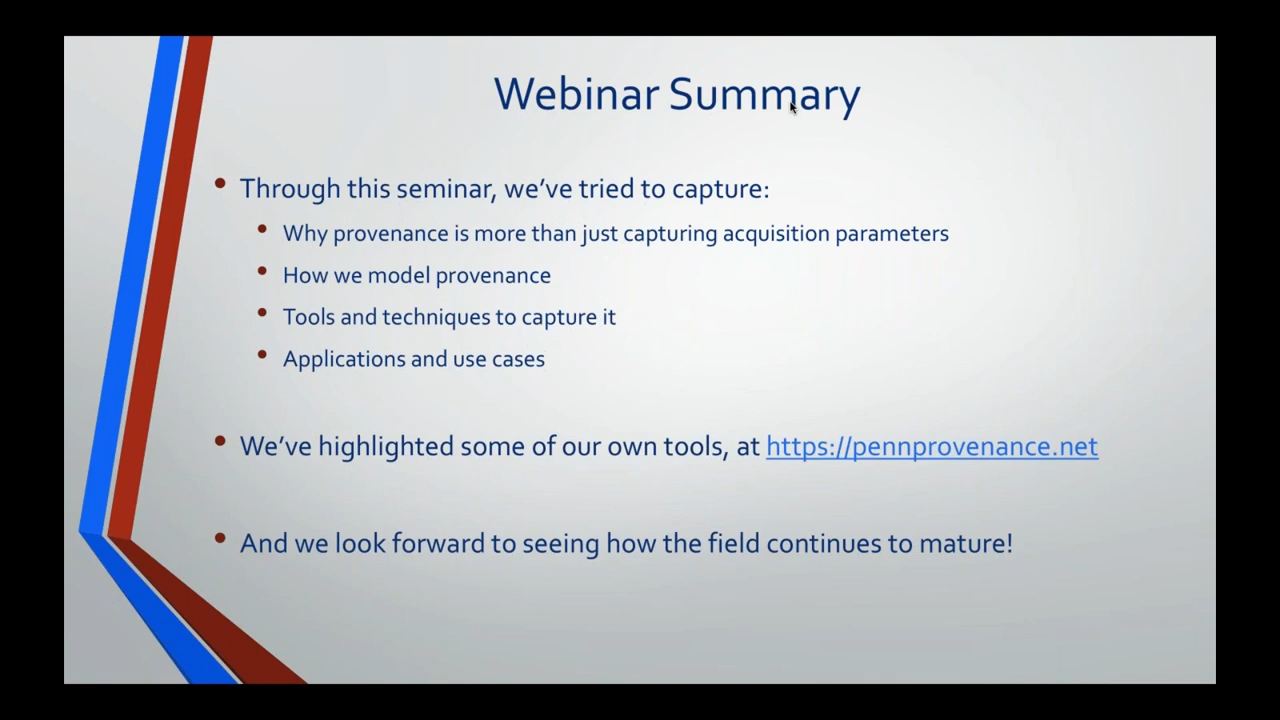 Webinar Summary
Through this seminar, we’ve tried to capture:
Why provenance is more than just capturing acquisition parameters
How we model provenance
Tools and techniques to capture it
Applications and use cases
We’ve highlighted some of our own tools, at https://pennprovenance.net
And we look forward to seeing how the field continues to mature!